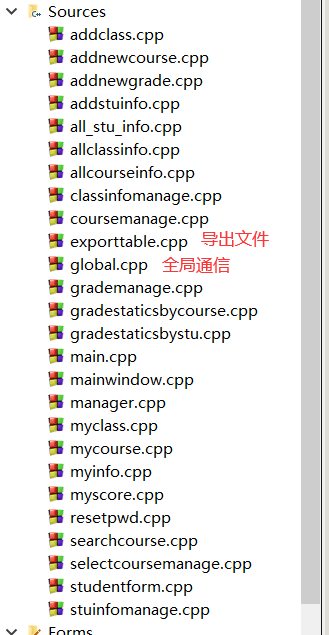 Sources
addclass.cpp
addnewcourse.cpp
addnewgrade.cpp
addstuinfo.cpp
all_stu_info.cpp
allclassinfo.cpp
allcourseinfo.cpp
classinfomanage.cpp
coursemanage.cpp
exporttable.cpp 导出文件
global.cpp 全局通信
grademanage.cpp
gradestaticsbycourse.cpp
gradestaticsbystu.cpp
main.cpp
mainwindow.cpp
manager.cpp
myclass.cpp
mycourse.cpp
myinfo.cpp
myscore.cpp
resetpwd.cpp
searchcourse.cpp
selectcoursemanage.cpp
studentform.cpp
stuinfomanage.cpp
Forms